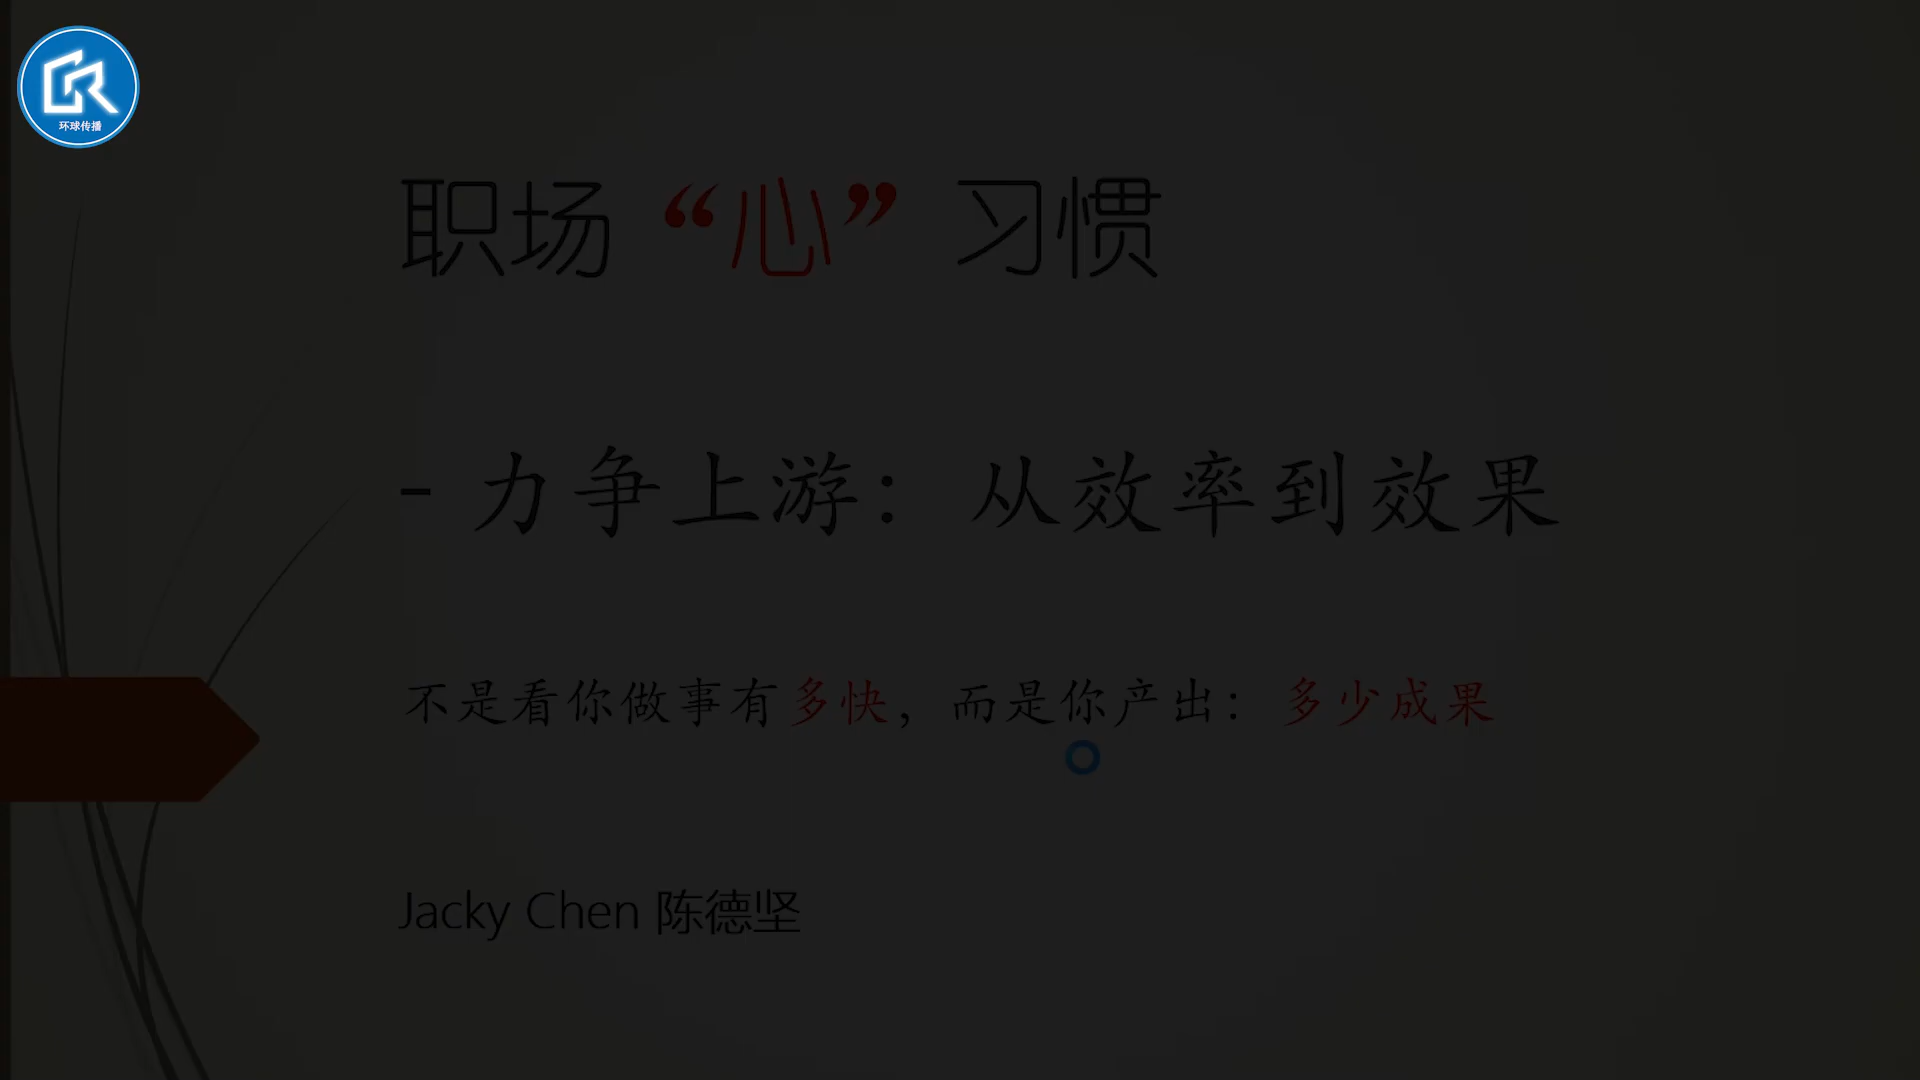 GR
环球传播
职场 “心” 习惯
- 力争上游：从效率到效果
不是看你做事有多快，而是你产出：多少成果
Jacky Chen 陈德坚